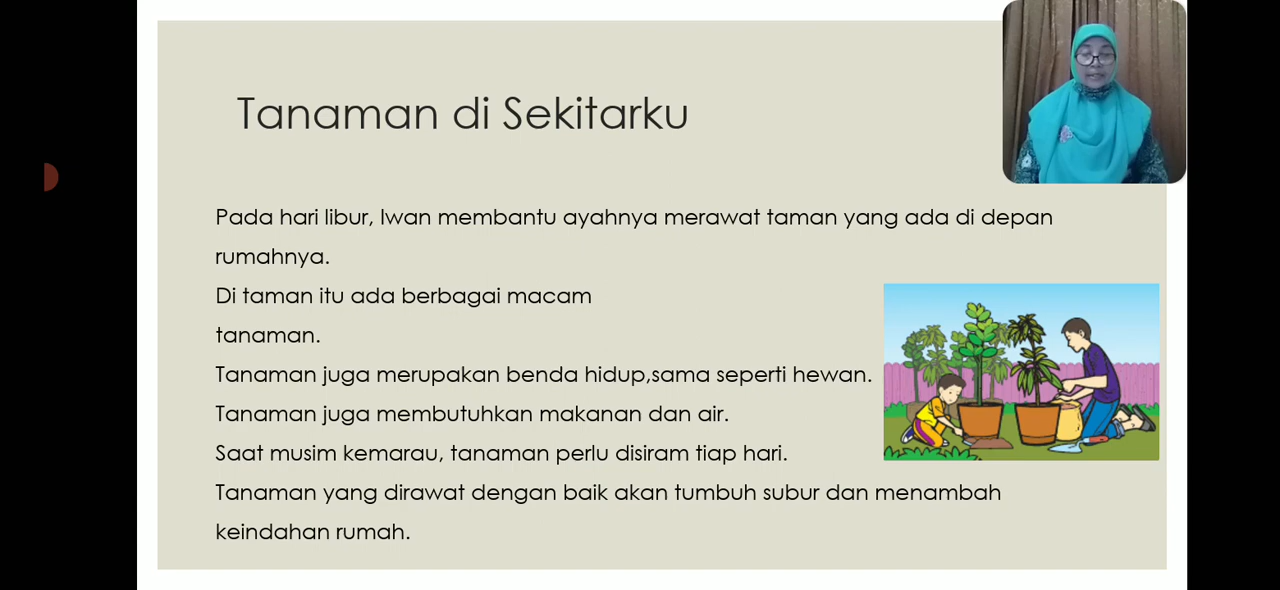 Tanaman di Sekitarku
Pada hari libur, Iwan membantu ayahnya merawat taman yang ada di depan
rumahnya.
Di taman itu ada berbagai macam
tanaman.
Tanaman juga merupakan benda hidup,sama seperti hewan.
Tanaman juga membutuhkan makanan dan air.
Saat musim kemarau, tanaman perlu disiram tiap hari.
Tanaman yang dirawat dengan baik akan tumbuh subur dan menambah
keindahan rumah.